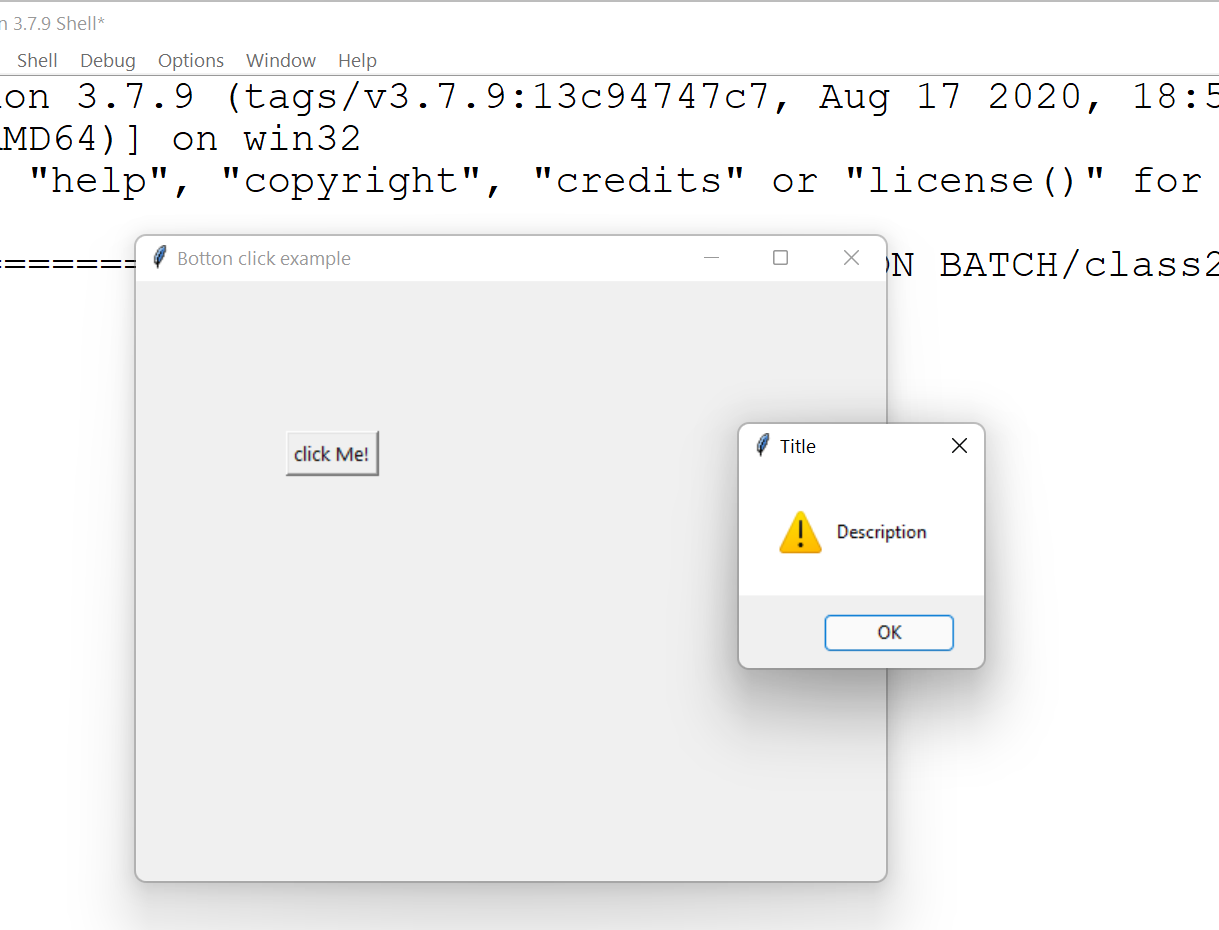 n 3.7.9 Shell*
Shell Debug Options Window Help
on 3.7.9 (tags/v3.7.9:13c94747c7, Aug 17 2020, 18:5
MD64)] on win32
"help", "copyright", "credits" or "license()" for
======= ON BATCH/class2
Botton click example
click Me!
Title
Description
OK